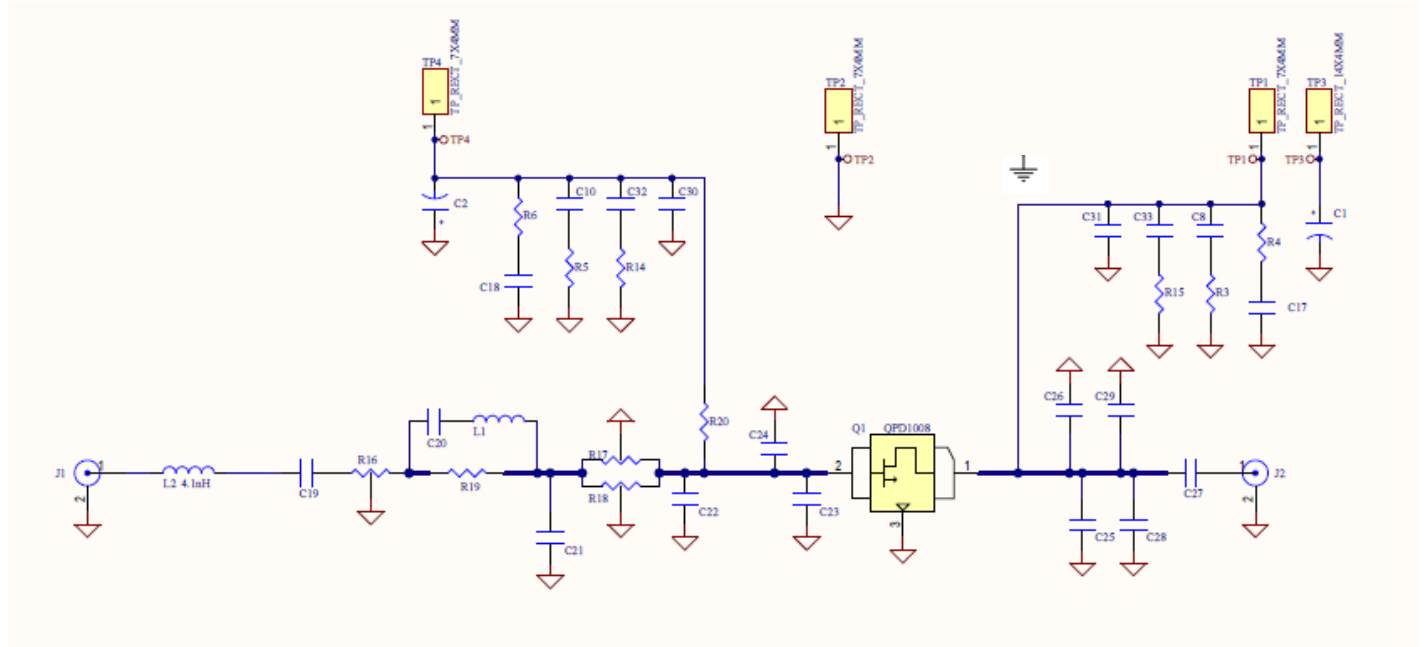 TP4
TP_RECT_7X4MM
1
1
TP4
TP2
TP_RECT_7X4MM
1
1
TP2
TP1
TP_RECT_7X4MM
1
1
TP1
TP3
TP_RECT_14X4MM
1
1
TP3
C2
+
R6
C18
C10
R5
C32
R14
C30
C31
C33
R15
C8
R3
R4
C17
+
C1
R20
C26
C29
C24
Q1
QPD1008
C20
L1
R17
J1
1
2
L2 4.1nH
C19
R16
R19
R18
C21
C22
C23
2
1
3
C25
C28
C27
1
2
J2